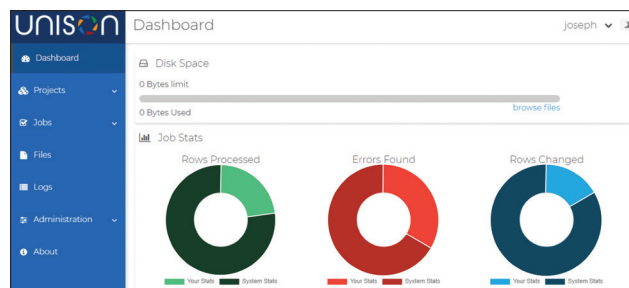 UNISON
Dashboard
joseph
Dashboard
Projects
Jobs
Files
Logs
Administration
About
Disk Space
0 Bytes limit
0 Bytes Used
browse files
Job Stats
Rows Processed
Errors Found
Rows Changed
Your Stats System Stats
Your Stats System Stats
Your Stats System Stats